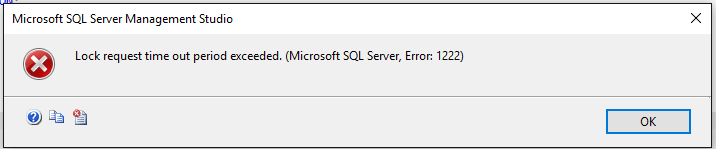 Microsoft SQL Server Management Studio
Lock request time out period exceeded. (Microsoft SQL Server, Error: 1222)
OK